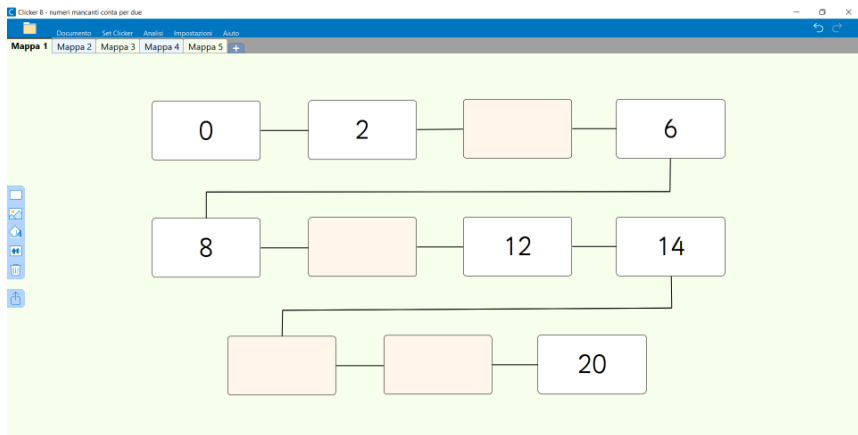 Clicker 8 - numeri mancanti conta per due
Documento Set Clicker Analisi Impostazioni Aiuto
Mappa 1 Mappa 2 Mappa 3 Mappa 4 Mappa 5 +
0 2 6
8 12 14
20